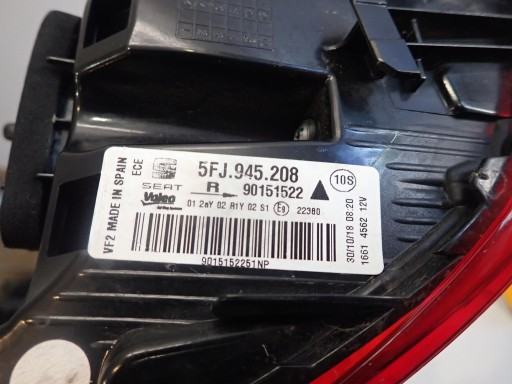 VF2 MADE IN SPAIN
ECE
SEAT
Valeo
5FJ.945.208
R 90151522
01 2aY 02 R1Y 02 S1 E9 22360
9015152251NP
10S
30/10/18 08:20
1661 4562 12V